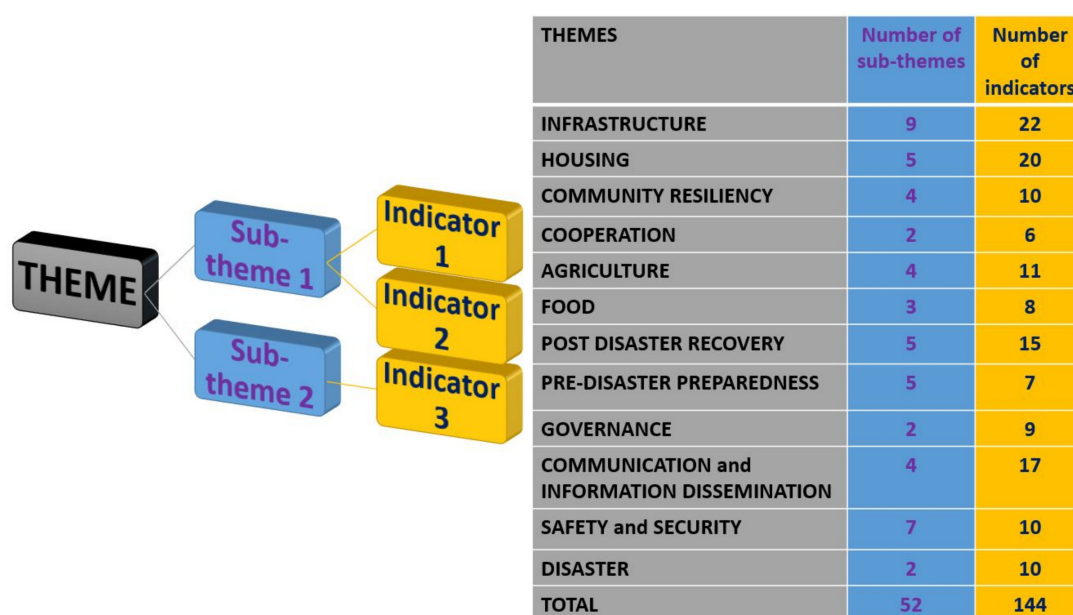 THEME
Sub-
theme 1
Sub-
theme 2
Indicator
1
Indicator
2
Indicator
3
THEMES Number of sub-themes Number of indicators
INFRASTRUCTURE 9 22
HOUSING 5 20
COMMUNITY RESILIENCY 4 10
COOPERATION 2 6
AGRICULTURE 4 11
FOOD 3 8
POST DISASTER RECOVERY 5 15
PRE-DISASTER PREPAREDNESS 5 7
GOVERNANCE 2 9
COMMUNICATION and
INFORMATION DISSEMINATION 4 17
SAFETY and SECURITY 7 10
DISASTER 2 10
TOTAL 52 144